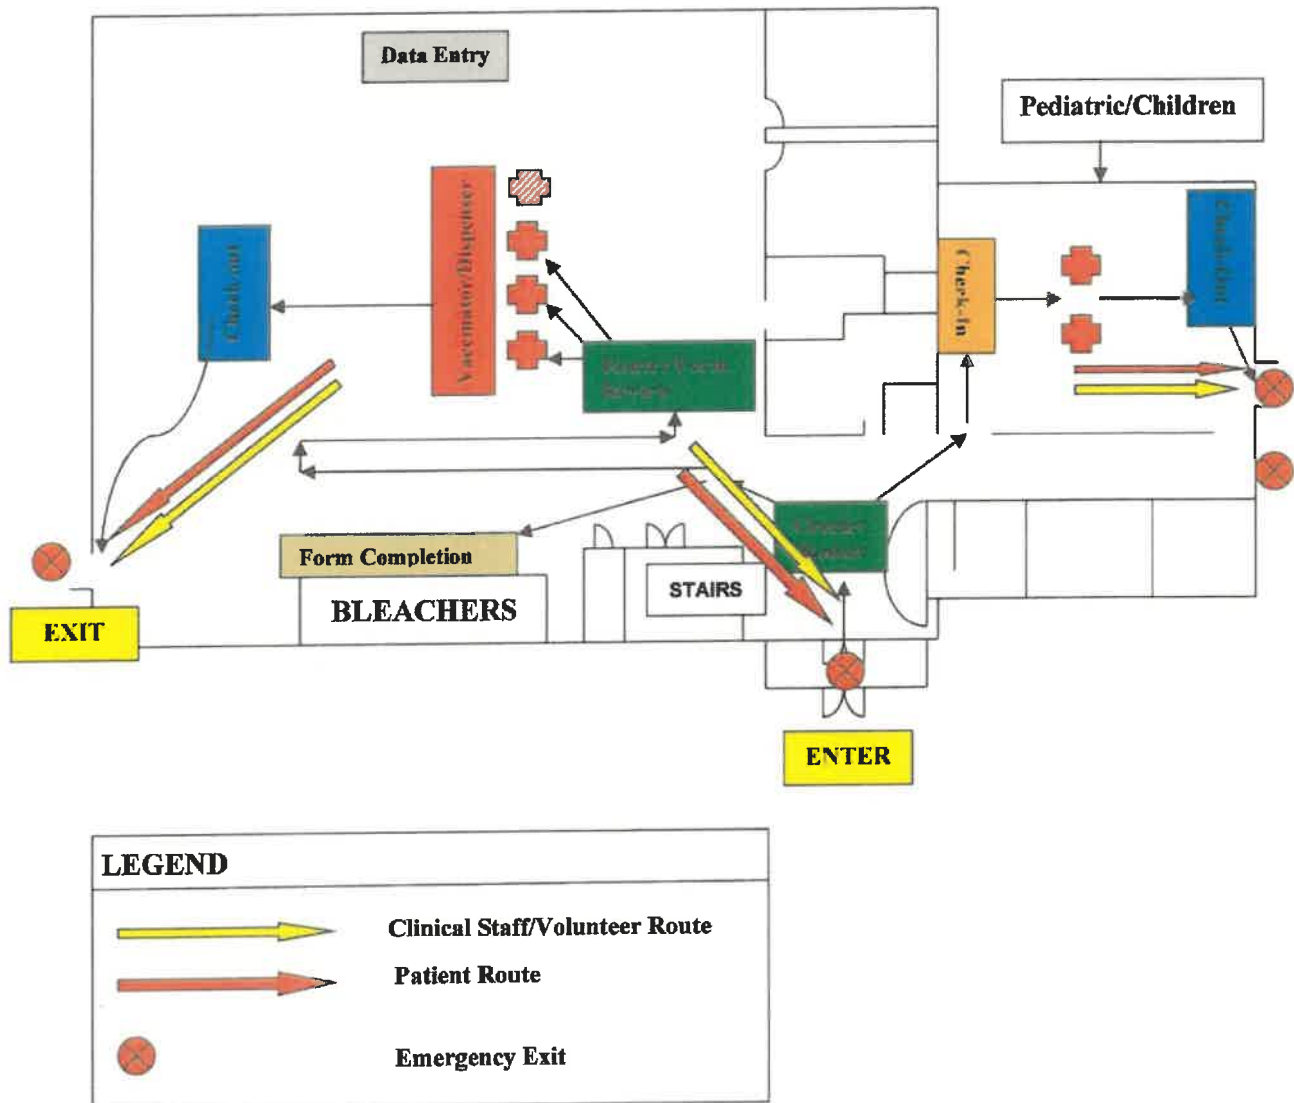 Data Entry
Pediatric/Children
Vaccinator/Dispenser
Check-out
Check-In
Check-Out
Form Completion
BLEACHERS
STAIRS
EXIT
ENTER
LEGEND
Clinical Staff/Volunteer Route
Patient Route
Emergency Exit